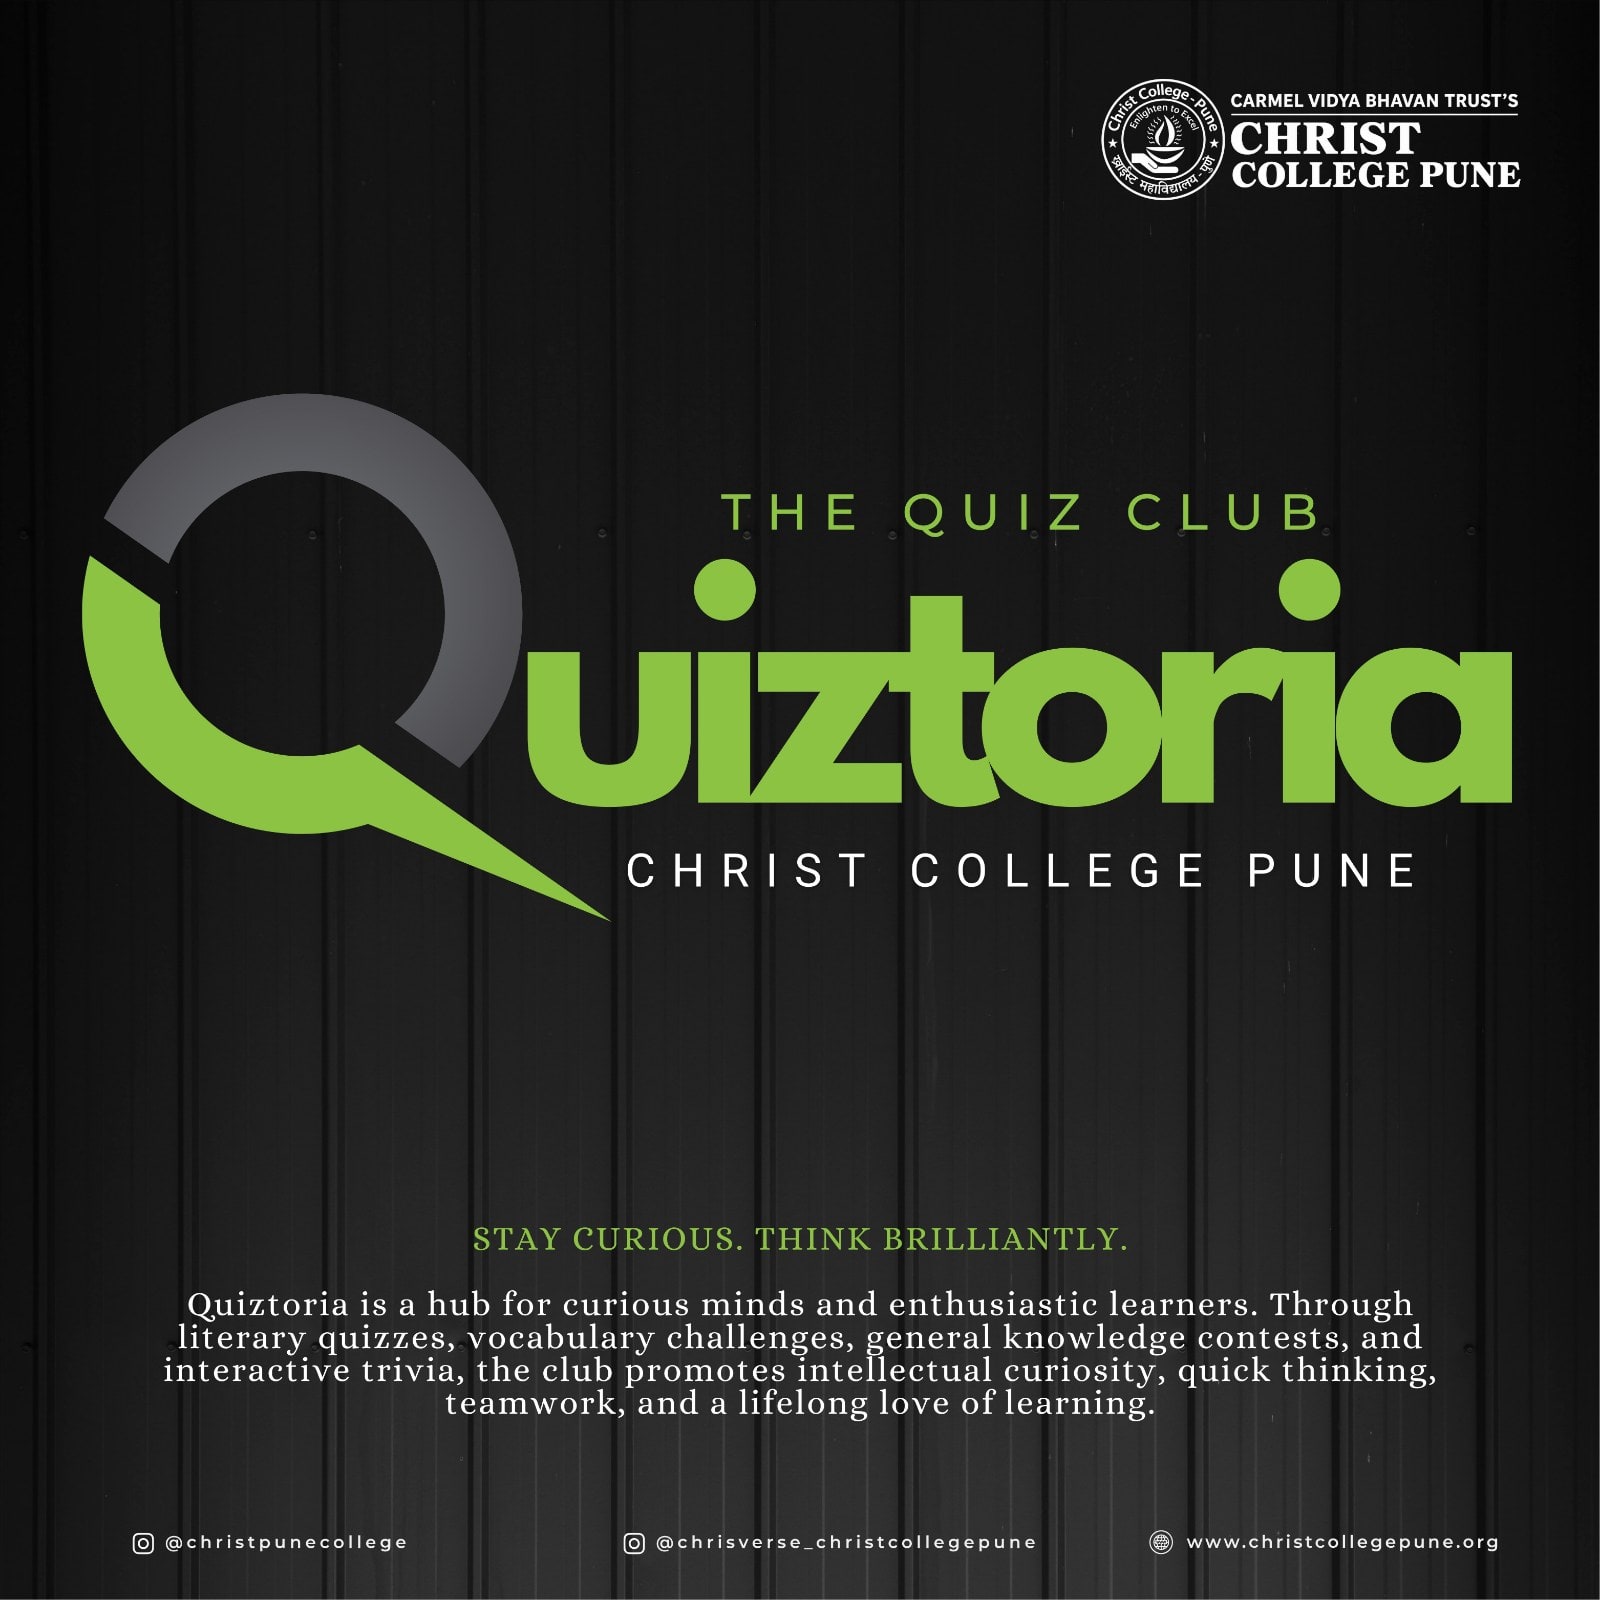 Christ College - Pune
Enlighten to Excel
ख्राईस्ट महाविद्यालय - पुणे
CARMEL VIDYA BHAVAN TRUST'S
CHRIST
COLLEGE PUNE
THE QUIZ CLUB
Quiztoria
CHRIST COLLEGE PUNE
STAY CURIOUS. THINK BRILLIANTLY.
Quiztoria is a hub for curious minds and enthusiastic learners. Through
literary quizzes, vocabulary challenges, general knowledge contests, and
interactive trivia, the club promotes intellectual curiosity, quick thinking,
teamwork, and a lifelong love of learning.
@christpunecollege
@chrisverse_christcollegepune
www.christcollegepune.org